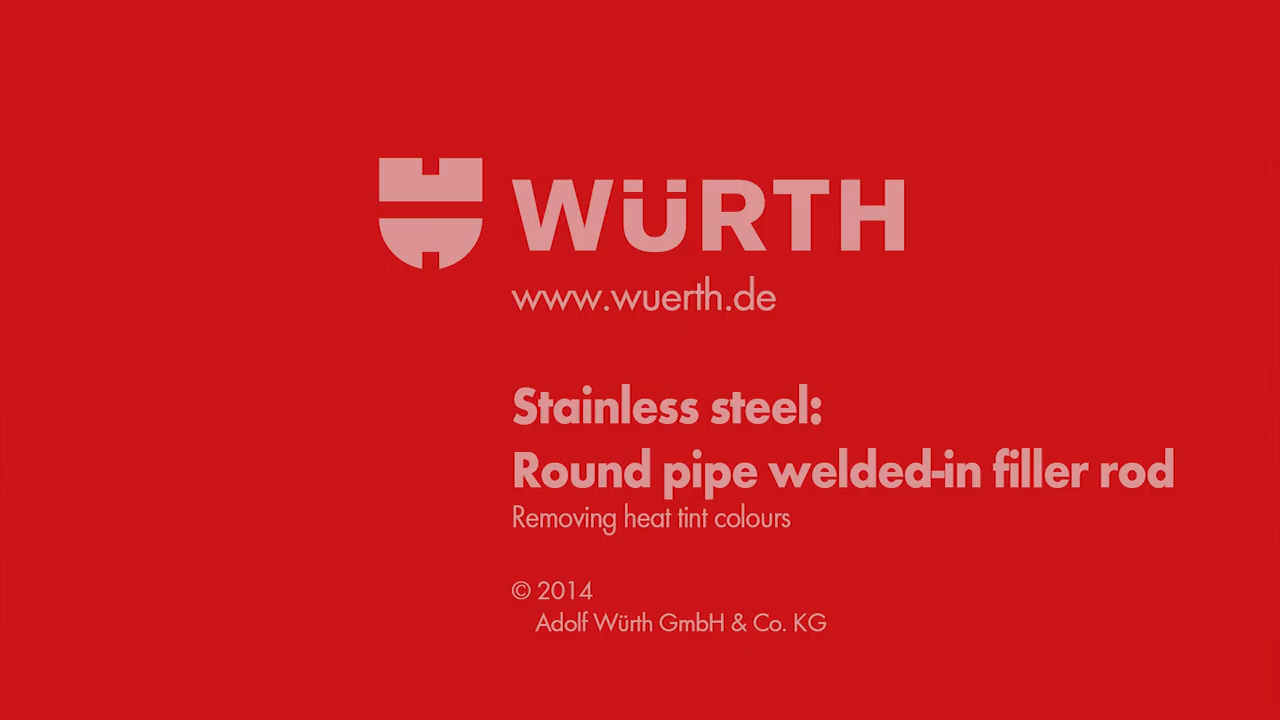 WÜRTH
www.wuerth.de
Stainless steel:
Round pipe welded-in filler rod
Removing heat tint colours
© 2014
Adolf Würth GmbH & Co. KG